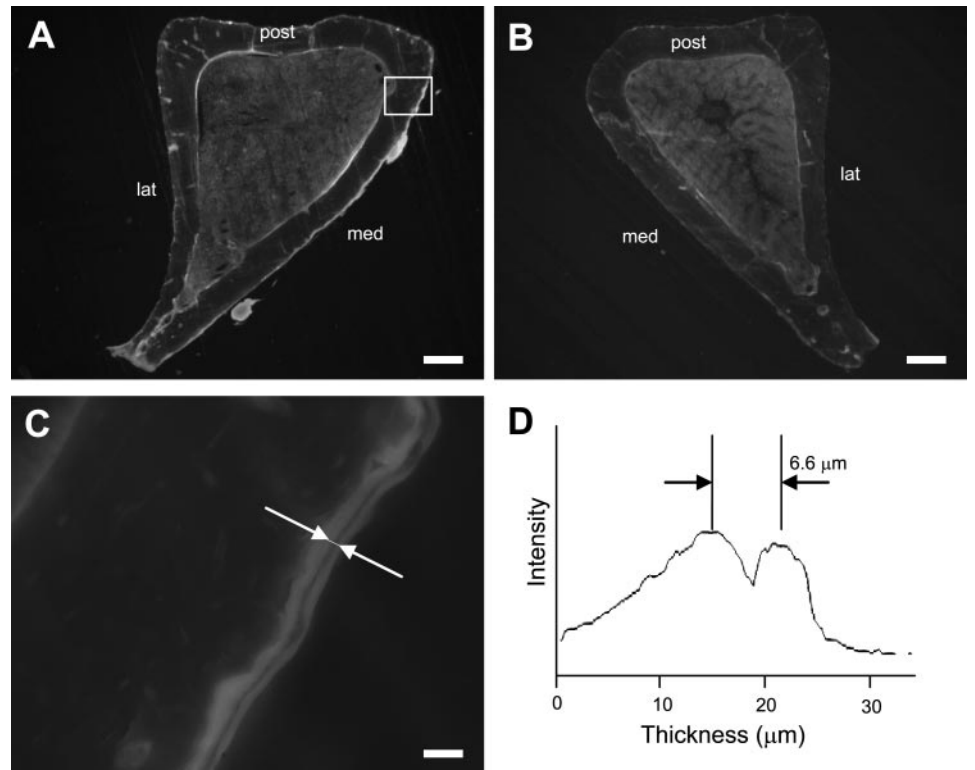 A
post
lat
med
B
post
lat
med
C
D
6.6 μm
Intensity
0 10 20 30
Thickness (μm)